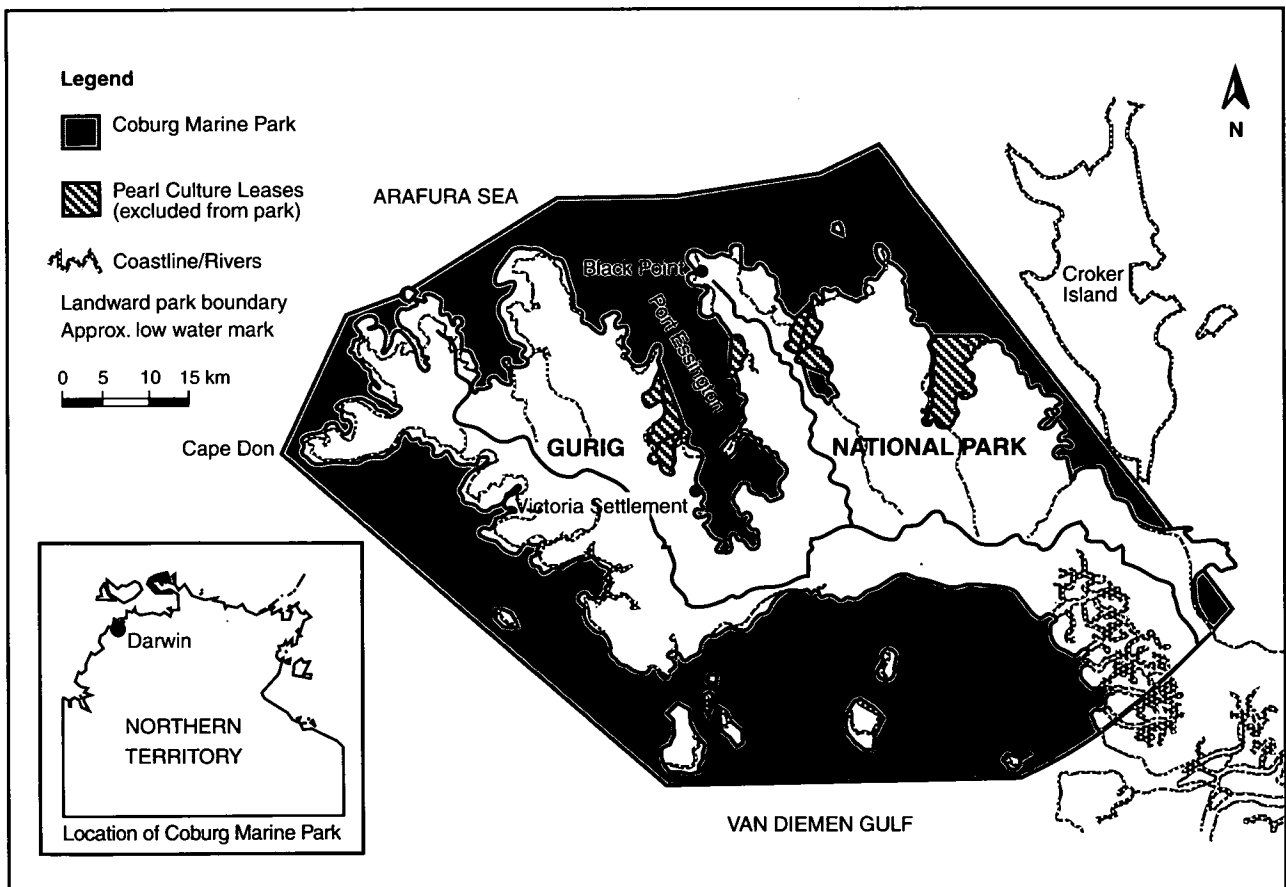 Legend
Coburg Marine Park
Pearl Culture Leases
(excluded from park)
Coastline/Rivers
Landward park boundary
Approx. low water mark
0 5 10 15 km
N
ARAFURA SEA
Black Point
Port Essington
Croker
Island
Cape Don
GURIG
NATIONAL PARK
Victoria Settlement
Darwin
NORTHERN
TERRITORY
Location of Coburg Marine Park
VAN DIEMEN GULF